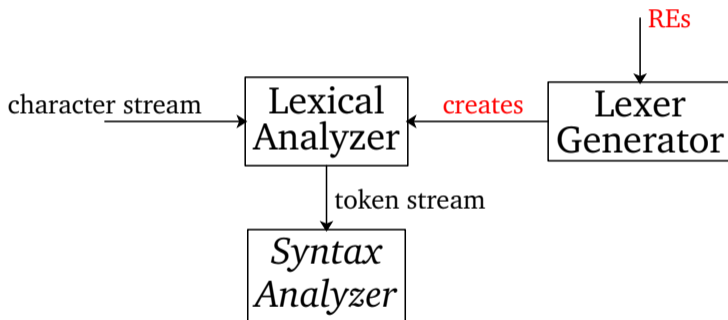 REs
character stream
Lexical
Analyzer
creates
Lexer
Generator
token stream
Syntax
Analyzer